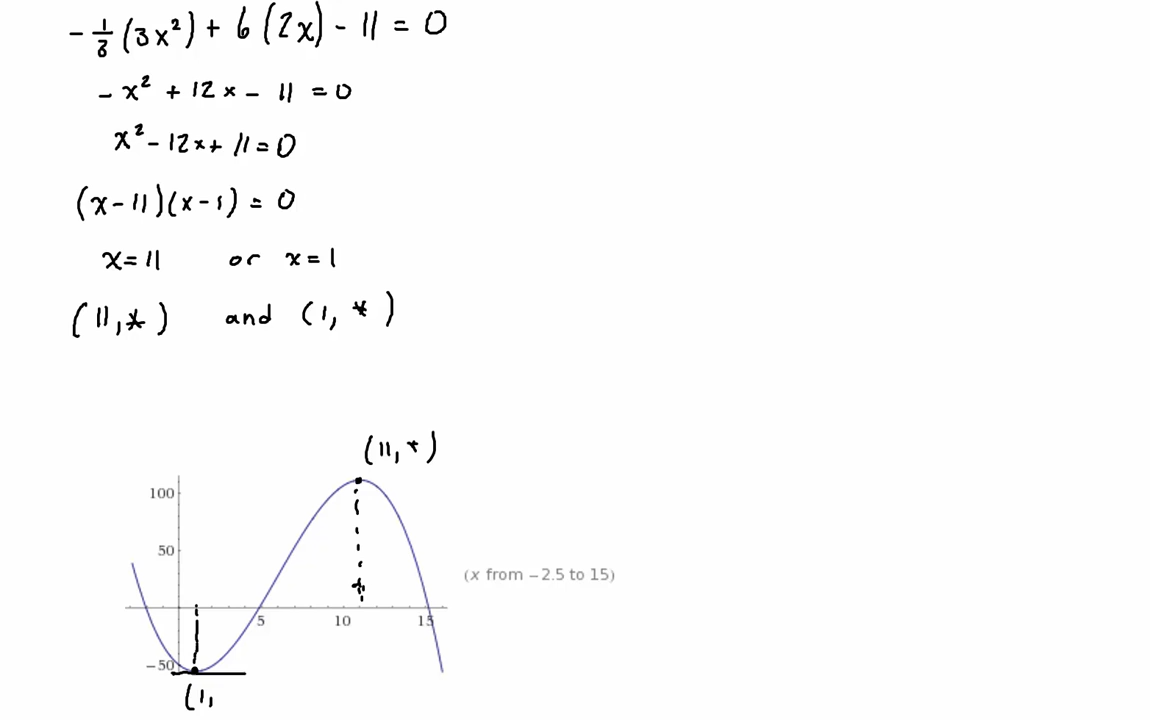 -⅓(3x²) + 6(2x) - 11 = 0
-x² + 12x - 11 = 0
x² - 12x + 11 = 0
(x-11)(x-1) = 0
x=11 or x=1
(11,*) and (1,*)
(11,*)
100
50
(x from −2.5 to 15)
5 10 15
−50
(1,